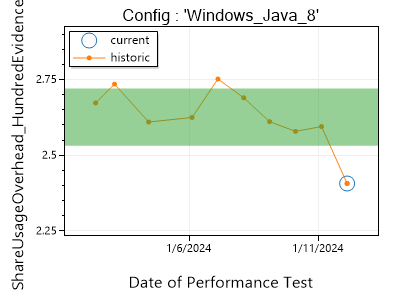 Config : 'Windows_Java_8'
current
historic
2.75
2.5
2.25
1/6/2024
1/11/2024
Date of Performance Test
ShareUsageOverhead_HundredEvidence